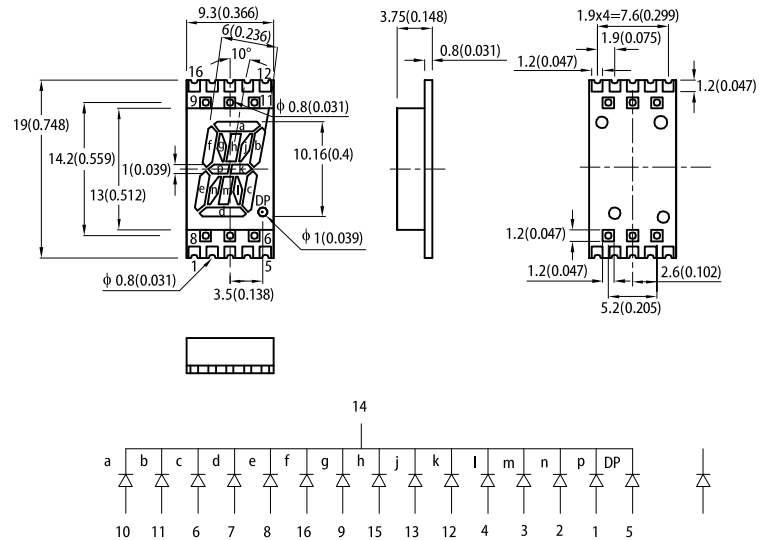 9.3(0.366)
6(0.236)
10°
16 12
9 11
ϕ 0.8(0.031)
19(0.748)
14.2(0.559)
1(0.039)
13(0.512)
10.16(0.4)
a
f g h j b
p k
e n m l c
d
DP
8 6
1 5
ϕ 1(0.039)
ϕ 0.8(0.031)
3.5(0.138)
3.75(0.148)
0.8(0.031)
1.9x4=7.6(0.299)
1.9(0.075)
1.2(0.047)
1.2(0.047)
1.2(0.047)
1.2(0.047)
2.6(0.102)
5.2(0.205)
14
a b c d e f g h j k l m n p DP
10 11 6 7 8 16 9 15 13 12 4 3 2 1 5